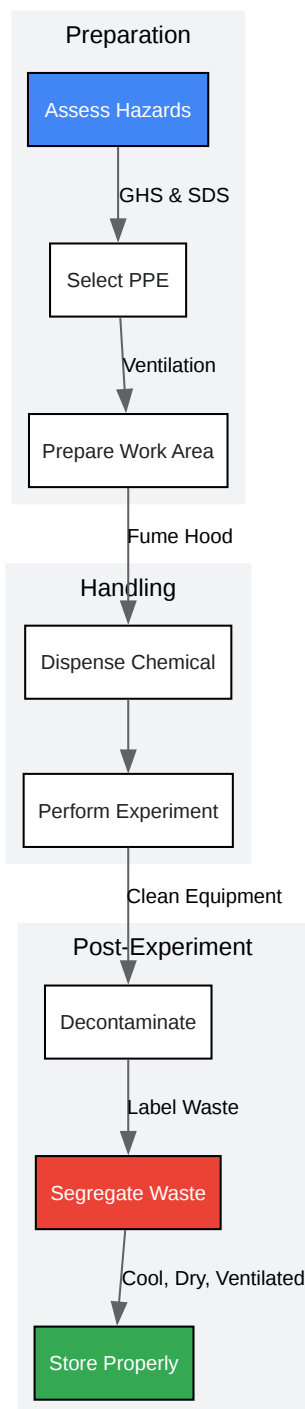 Preparation
Assess Hazards
GHS & SDS
Select PPE
Ventilation
Prepare Work Area
Fume Hood
Handling
Dispense Chemical
Perform Experiment
Clean Equipment
Post-Experiment
Decontaminate
Label Waste
Segregate Waste
Cool, Dry, Ventilated
Store Properly